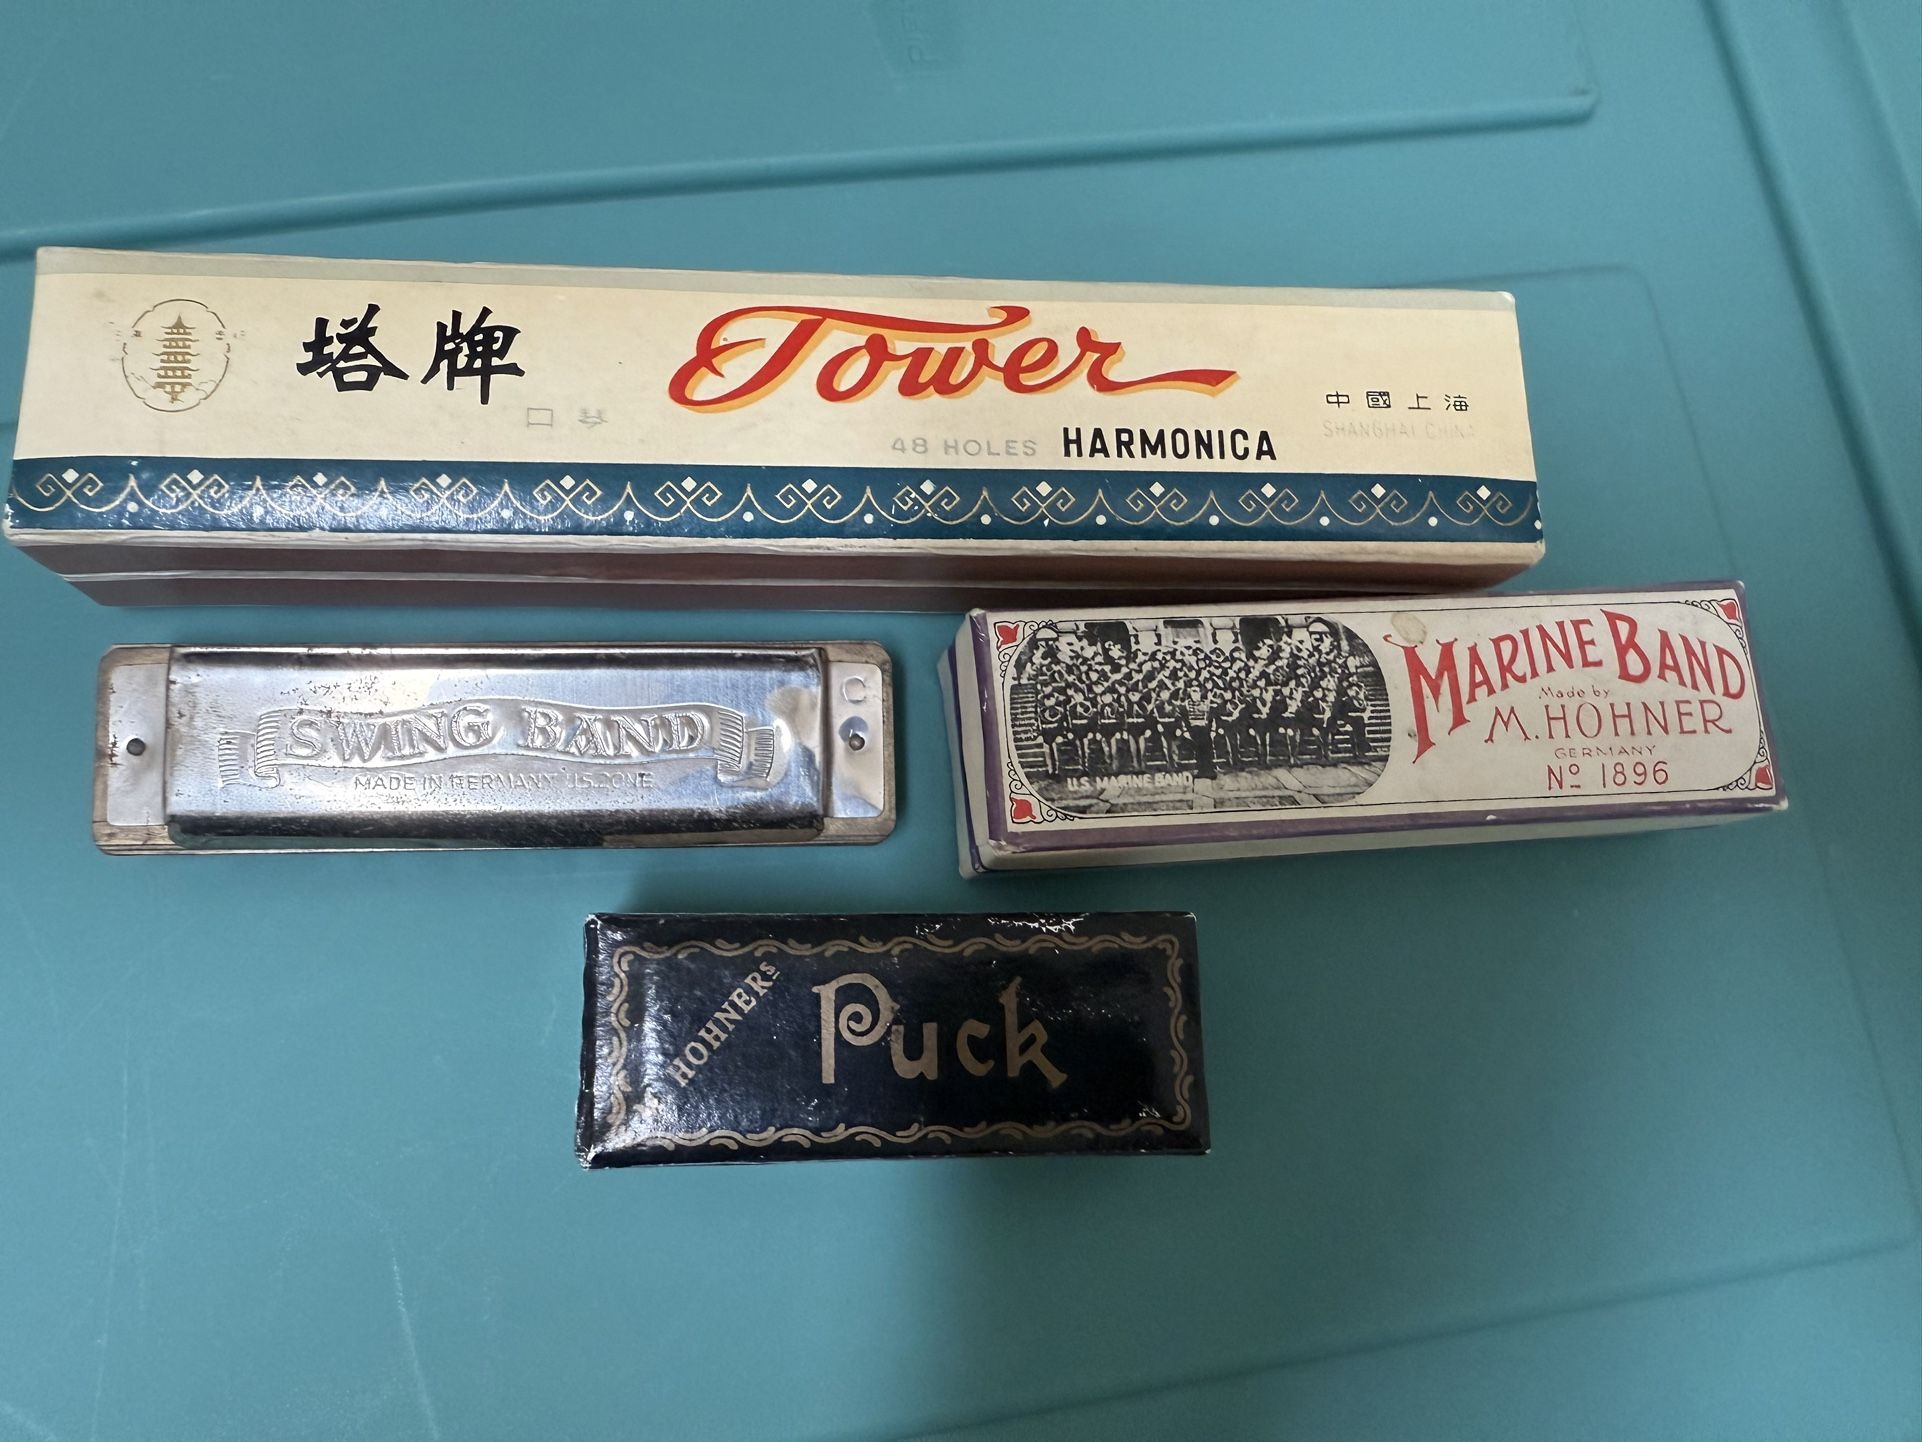 塔牌
Tower
口琴
48 HOLES HARMONICA
中國上海
SHANGHAI CHINA
SWING BAND
MADE IN GERMANY U.S. ZONE
C
MARINE BAND
Made by
M. HOHNER
GERMANY
Nº 1896
U.S. MARINE BAND
HOHNERS
Puck